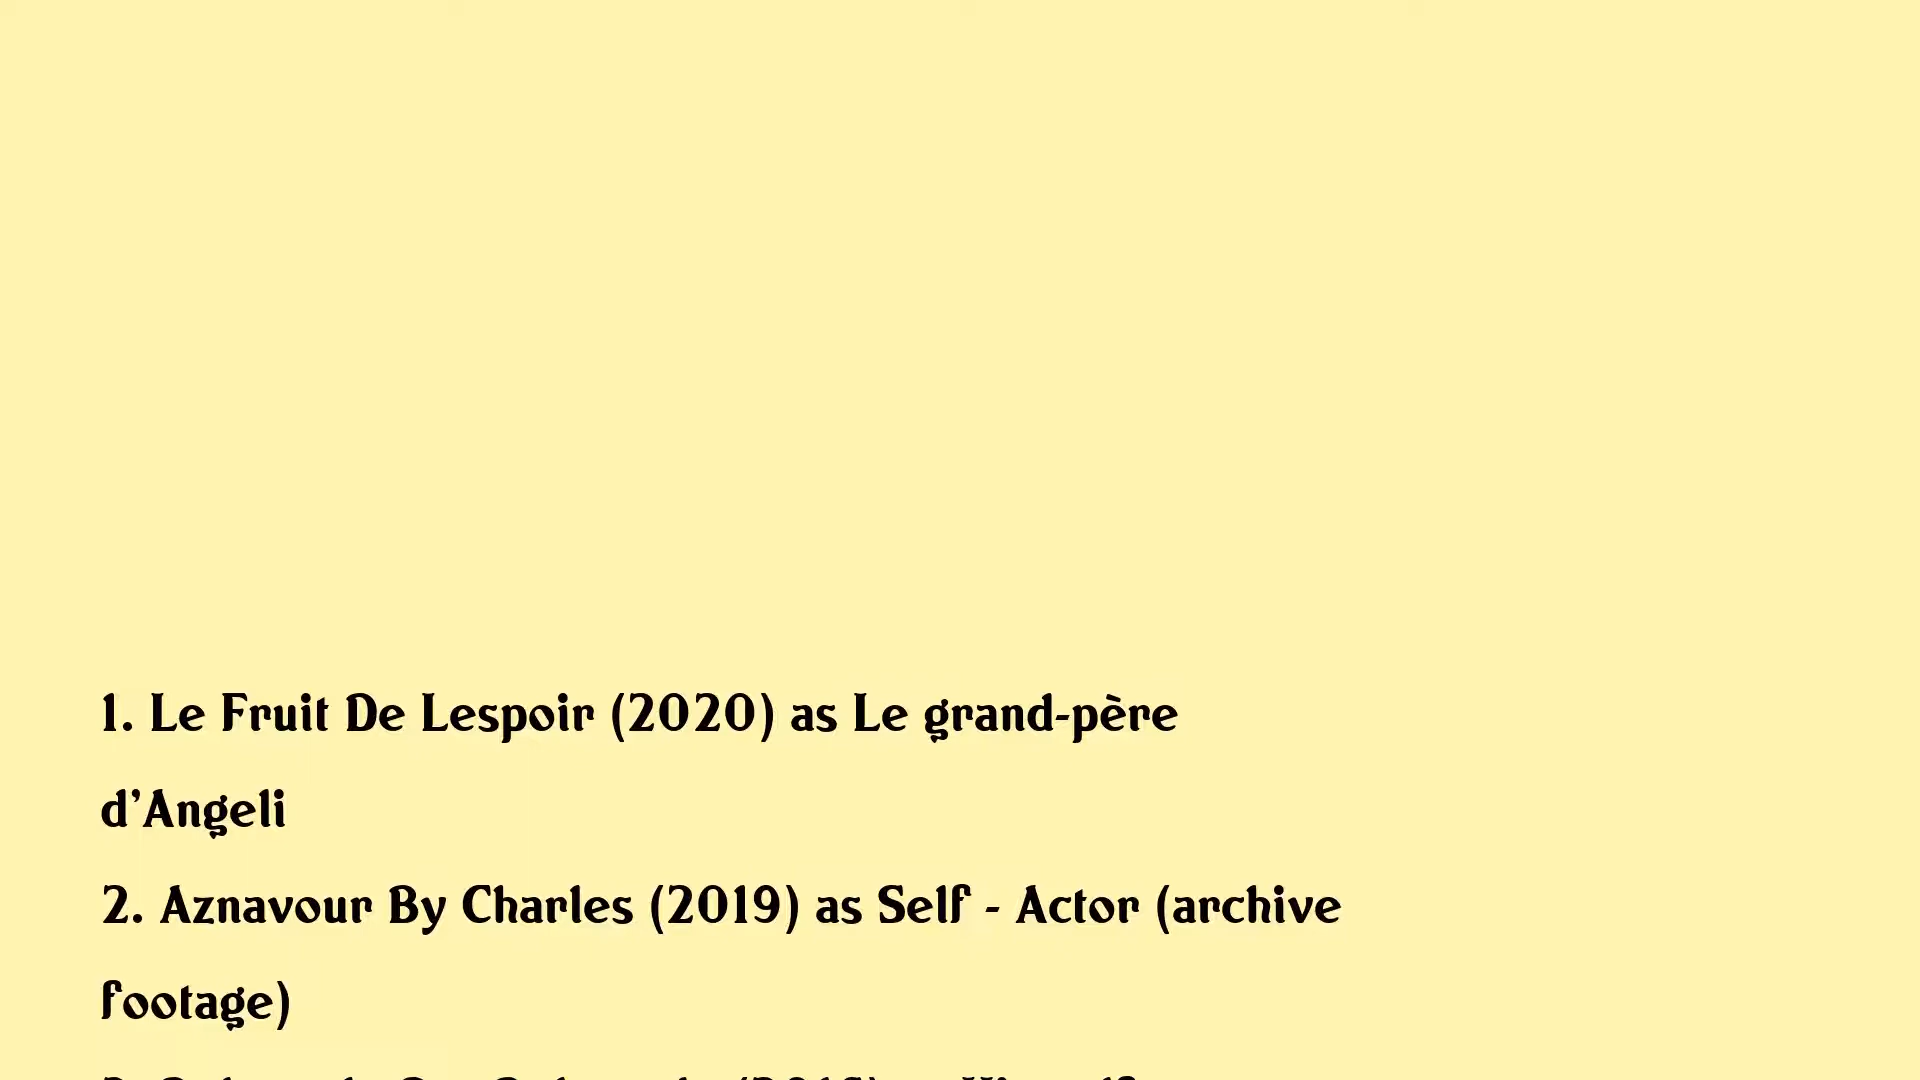 1. Le Fruit De Lespoir (2020) as Le grand-père
d'Angeli
2. Aznavour By Charles (2019) as Self - Actor (archive
footage)